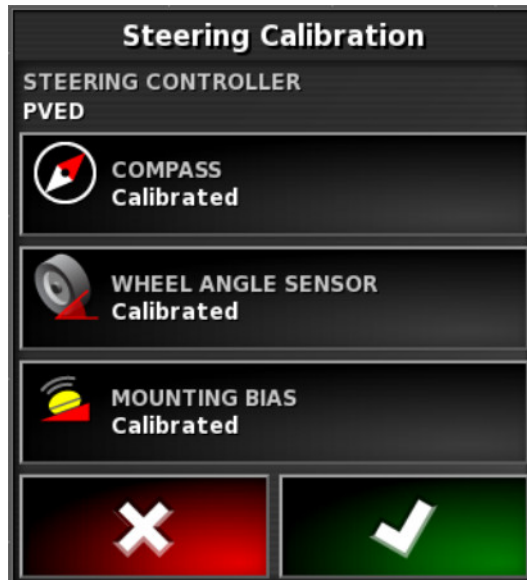 Steering Calibration
STEERING CONTROLLER
PVED
COMPASS
Calibrated
WHEEL ANGLE SENSOR
Calibrated
MOUNTING BIAS
Calibrated